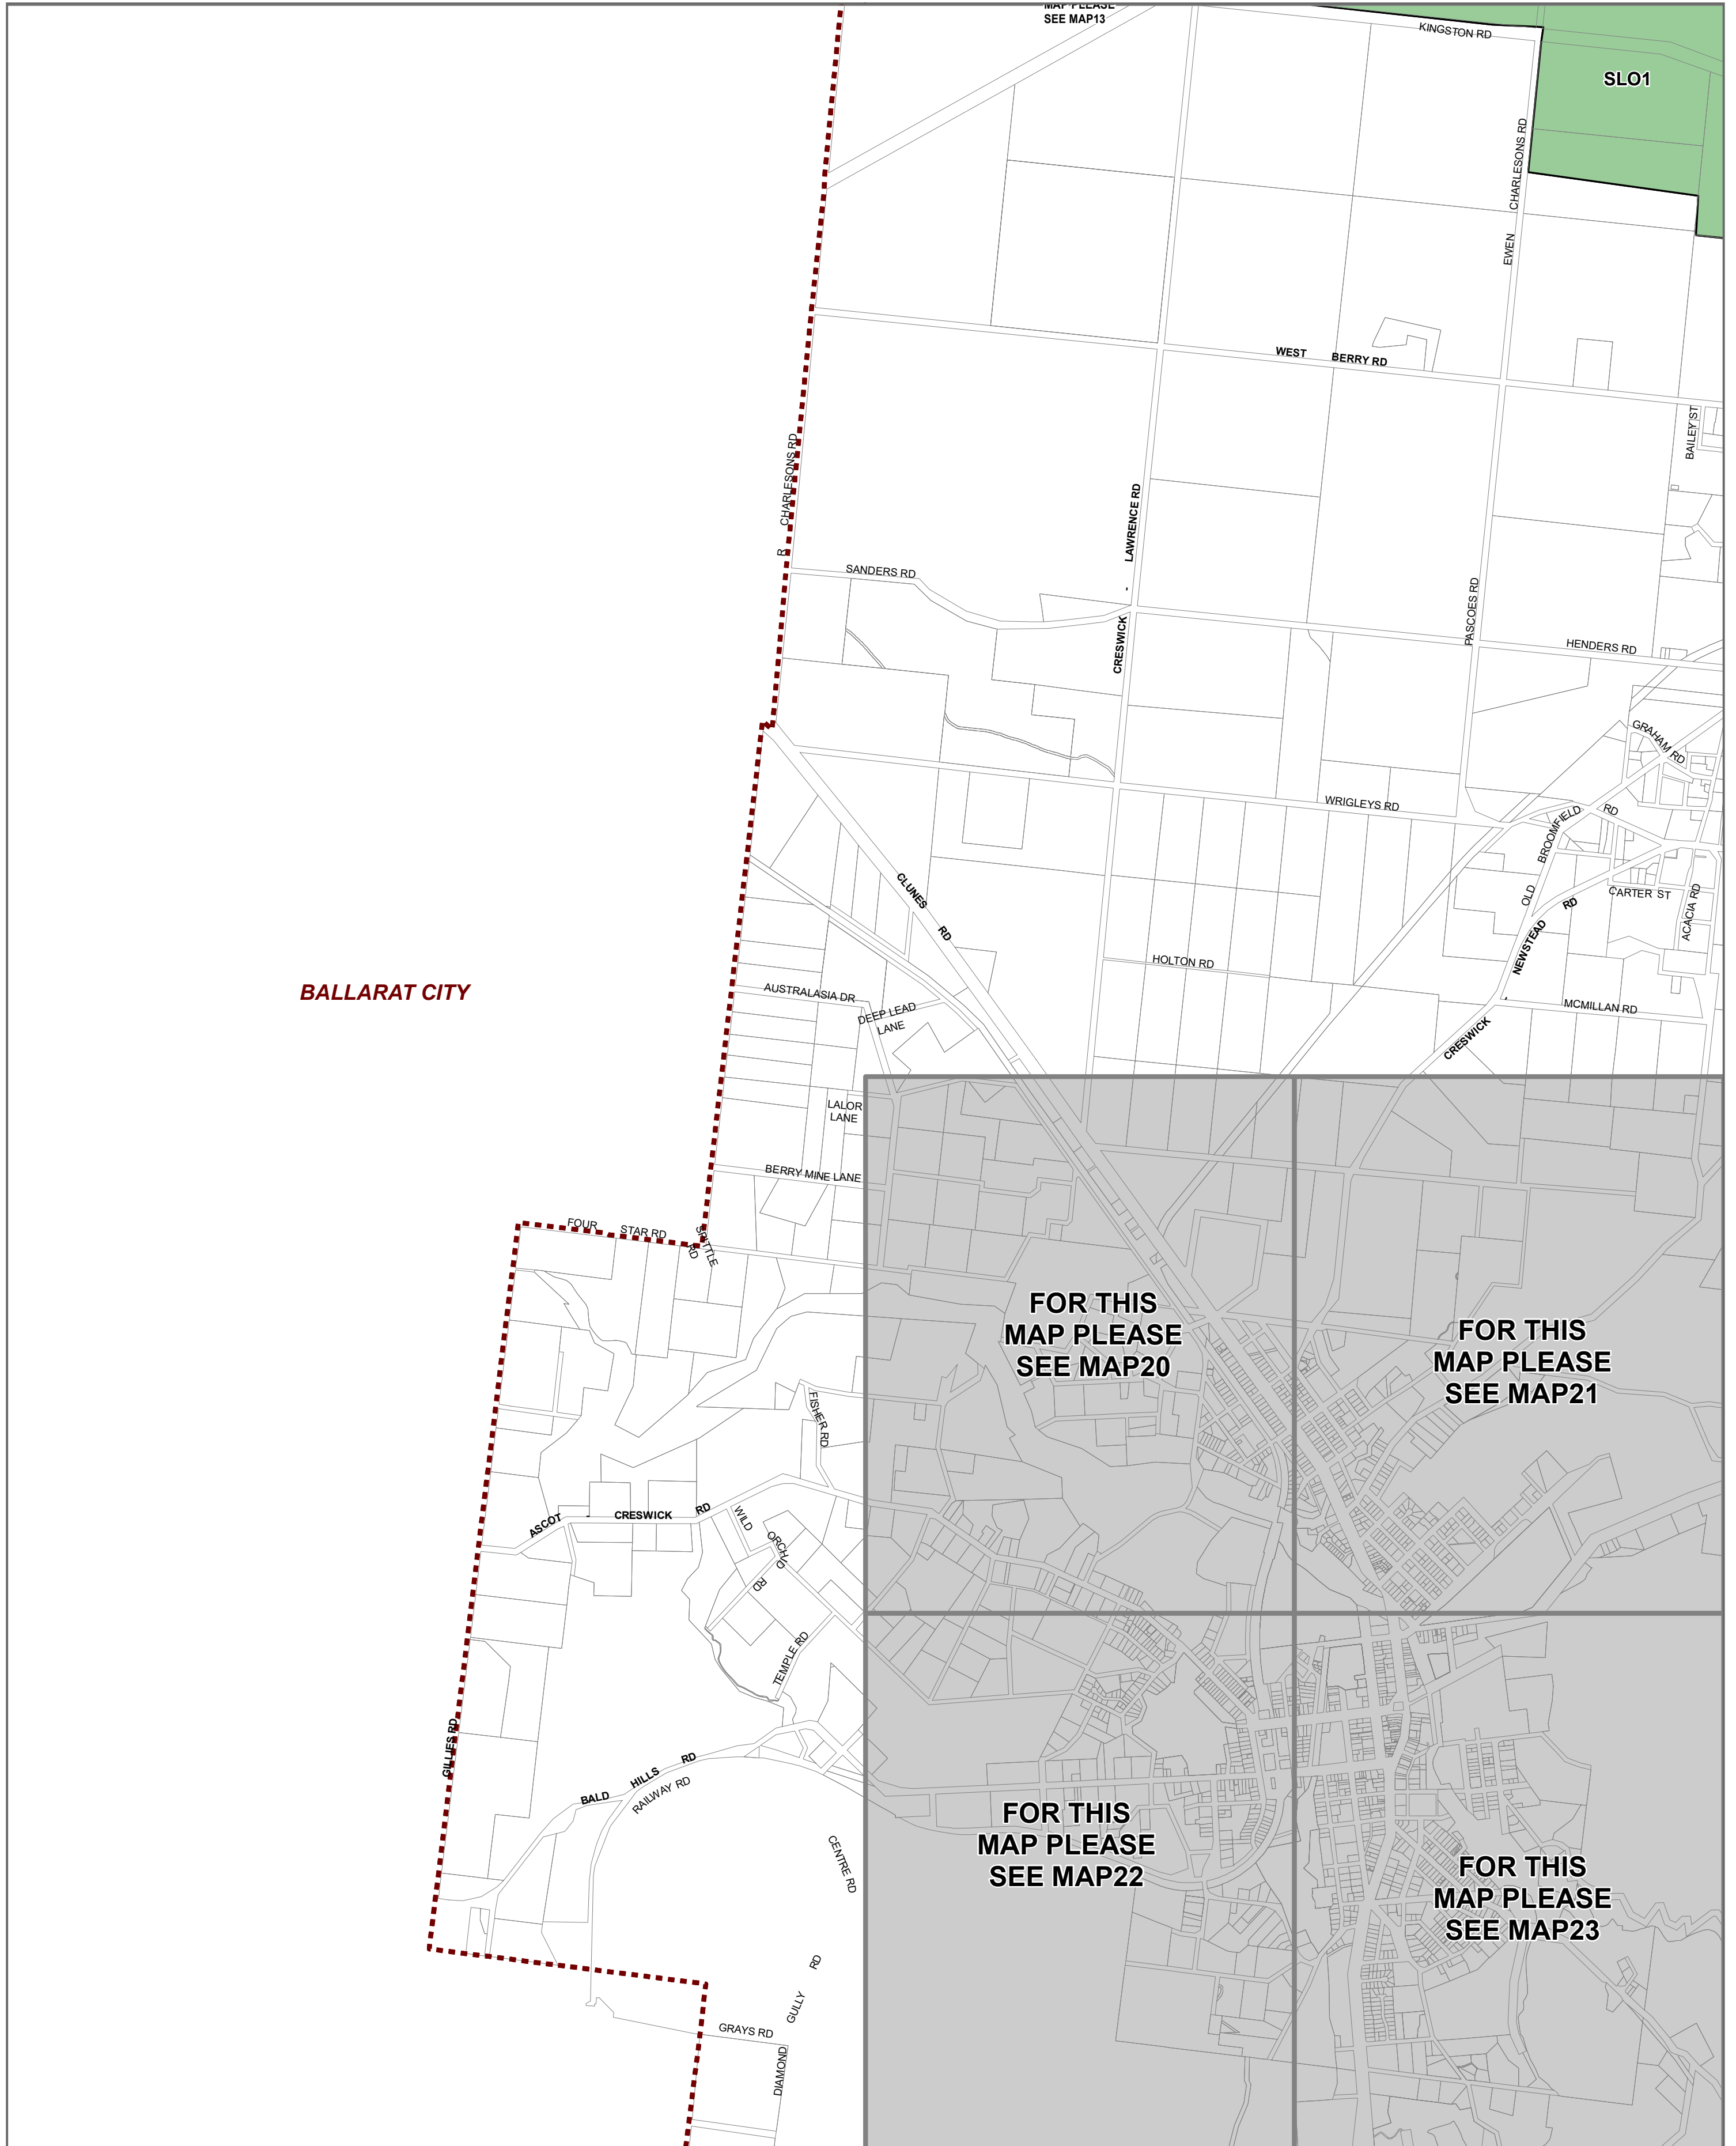 MAP PLEASE
SEE MAP13
KINGSTON RD
SLO1
CHARLESONS RD
EWEN
WEST BERRY RD
BAILEY ST
CHARLESONS RD
R
LAWRENCE RD
-
CRESWICK
SANDERS RD
PASCOES RD
HENDERS RD
GRAHAM RD
WRIGLEYS RD
BROOMFIELD
RD
OLD
CARTER ST
ACACIA RD
CLUNES
RD
RD
NEWSTEAD
-
CRESWICK
HOLTON RD
MCMILLAN RD
BALLARAT CITY
AUSTRALASIA DR
DEEP LEAD
LANE
LALOR
LANE
BERRY MINE LANE
FOUR STAR RD
SPITTLE
RD
FOR THIS
MAP PLEASE
SEE MAP20
FOR THIS
MAP PLEASE
SEE MAP21
FISHER RD
ASCOT - CRESWICK RD
WILD
ORCHID
RD
TEMPLE RD
GILLIES RD
BALD HILLS RD
RAILWAY RD
CENTRE RD
FOR THIS
MAP PLEASE
SEE MAP22
FOR THIS
MAP PLEASE
SEE MAP23
RD
GULLY
DIAMOND
GRAYS RD